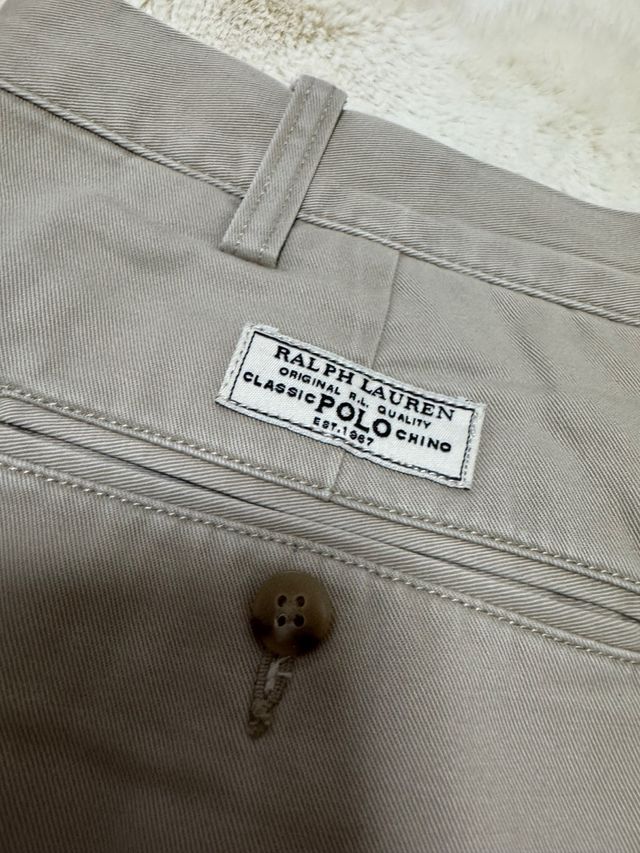 RALPH LAUREN
ORIGINAL R.L. QUALITY
CLASSIC POLO CHINO
EST. 1967